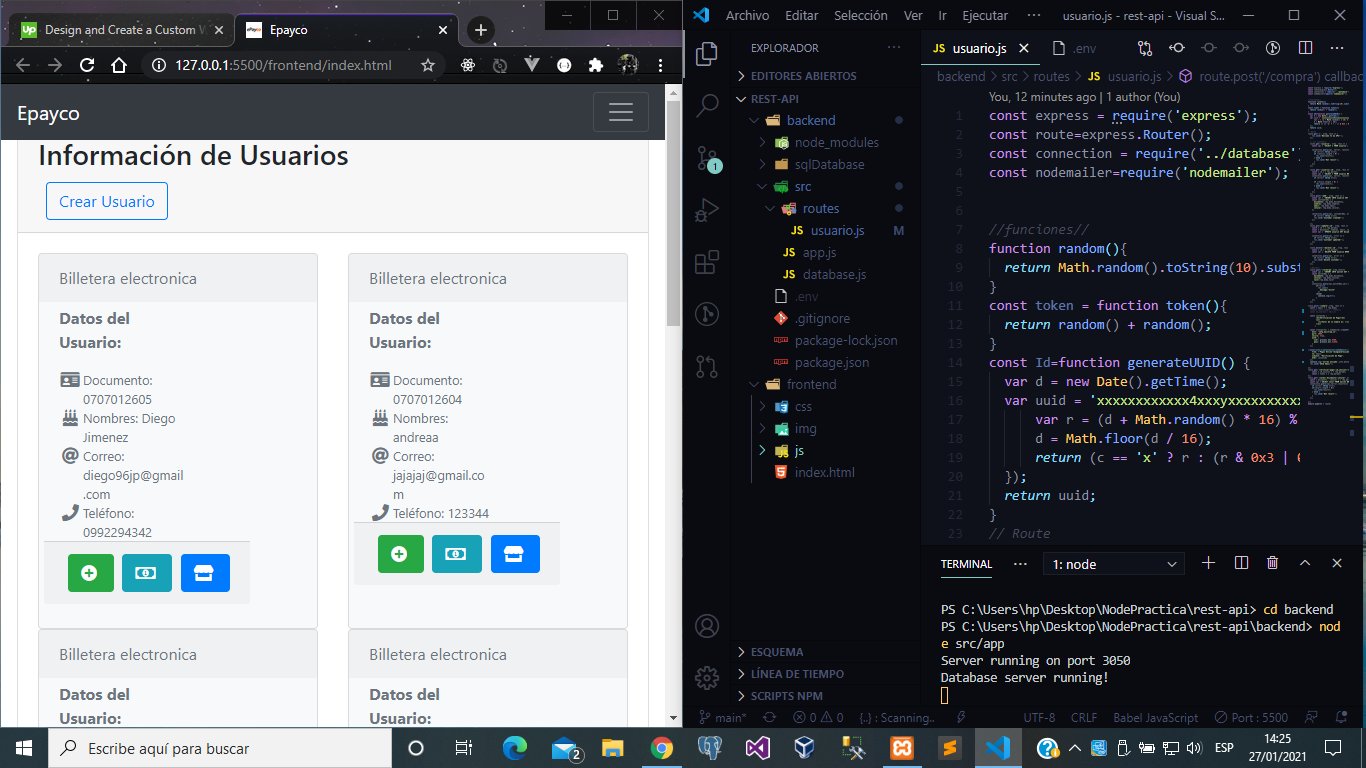 Design and Create a Custom W
Epayco
127.0.0.1:5500/frontend/index.html
Epayco
Información de Usuarios
Crear Usuario
Billetera electronica
Datos del
Usuario:
Documento:
0707012605
Nombres: Diego
Jimenez
Correo:
diego96jp@gmail
.com
Teléfono:
0992294342
Billetera electronica
Datos del
Usuario:
Documento:
0707012604
Nombres:
andreaa
Correo:
jajajaj@gmail.co
m
Teléfono: 123344
Billetera electronica
Datos del
Usuario:
Billetera electronica
Datos del
Usuario:
Archivo Editar Selección Ver Ir Ejecutar ··· usuario.js - rest-api - Visual S...
EXPLORADOR
EDITORES ABIERTOS
REST-API
backend
node_modules
sqlDatabase
src
routes
JS usuario.js M
JS app.js
JS database.js
.env
.gitignore
package-lock.json
package.json
frontend
css
img
js
index.html
ESQUEMA
LÍNEA DE TIEMPO
SCRIPTS NPM
1
JS usuario.js
.env
backend > src > routes > JS usuario.js > route.post('/compra') callbac
You, 12 minutes ago | 1 author (You)
1 const express = require('express');
2 const route=express.Router();
3 const connection = require('../database')
4 const nodemailer=require('nodemailer');
5
6
7 //funciones//
8 function random(){
9 return Math.random().toString(10).subst
10 }
11 const token = function token(){
12 return random() + random();
13 }
14 const Id=function generateUUID() {
15 var d = new Date().getTime();
16 var uuid = 'xxxxxxxxxxxx4xxxyxxxxxxxxxx
17 var r = (d + Math.random() * 16) %
18 d = Math.floor(d / 16);
19 return (c == 'x' ? r : (r & 0x3 | 0
20 });
21 return uuid;
22 }
23 // Route
TERMINAL ··· 1: node
PS C:\Users\hp\Desktop\NodePractica\rest-api> cd backend
PS C:\Users\hp\Desktop\NodePractica\rest-api\backend> nod
e src/app
Server running on port 3050
Database server running!
main* 0 0 {..} : Scanning.. UTF-8 CRLF Babel JavaScript Port : 5500
Escribe aquí para buscar
2
ESP
14:25
27/01/2021